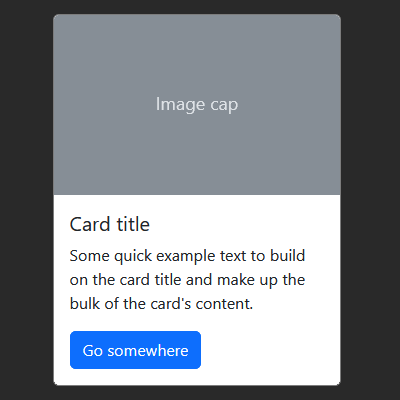 Image cap
Card title
Some quick example text to build
on the card title and make up the
bulk of the card's content.
Go somewhere